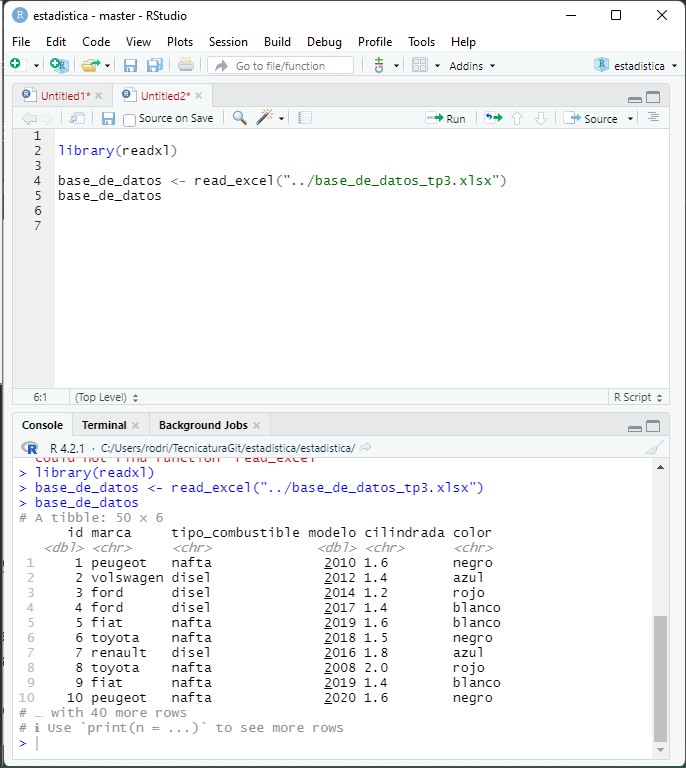 estadistica - master - RStudio
File Edit Code View Plots Session Build Debug Profile Tools Help
Go to file/function Addins estadistica
Untitled1* Untitled2*
Source on Save Run Source
1
2 library(readxl)
3
4 base_de_datos <- read_excel("../base_de_datos_tp3.xlsx")
5 base_de_datos
6
7
6:1 (Top Level) R Script
Console Terminal Background Jobs
R 4.2.1 · C:/Users/rodri/TecnicaturaGit/estadistica/estadistica/
could not find function "read_excel"
> library(readxl)
> base_de_datos <- read_excel("../base_de_datos_tp3.xlsx")
> base_de_datos
# A tibble: 50 × 6
id marca tipo_combustible modelo cilindrada color
<dbl> <chr> <chr> <dbl> <chr> <chr>
1 1 peugeot nafta 2010 1.6 negro
2 2 volswagen disel 2012 1.4 azul
3 3 ford disel 2014 1.2 rojo
4 4 ford disel 2017 1.4 blanco
5 5 fiat nafta 2019 1.6 blanco
6 6 toyota nafta 2018 1.5 negro
7 7 renault disel 2016 1.8 azul
8 8 toyota nafta 2008 2.0 rojo
9 9 fiat nafta 2019 1.4 blanco
10 10 peugeot nafta 2020 1.6 negro
# … with 40 more rows
# ℹ Use `print(n = ...)` to see more rows
>